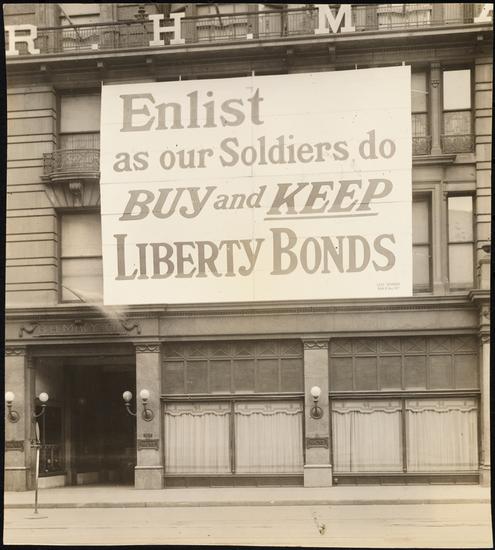 R. H. M
Enlist
as our Soldiers do
BUY and KEEP
LIBERTY BONDS